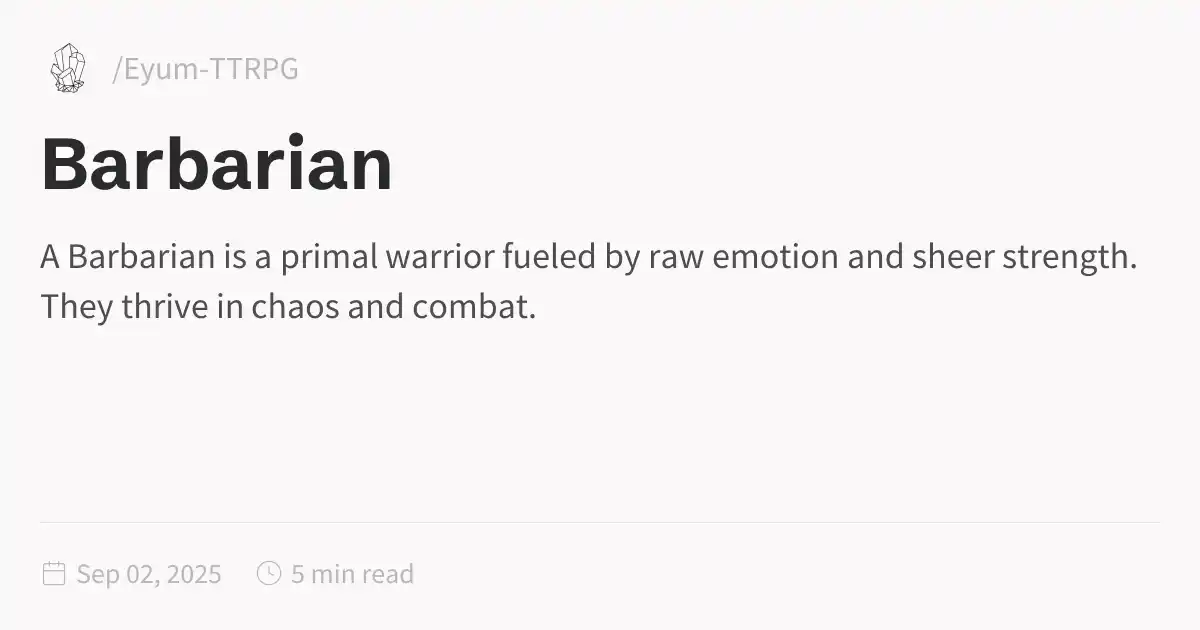 /Eyum-TTRPG
Barbarian
A Barbarian is a primal warrior fueled by raw emotion and sheer strength.
They thrive in chaos and combat.
Sep 02, 2025 5 min read